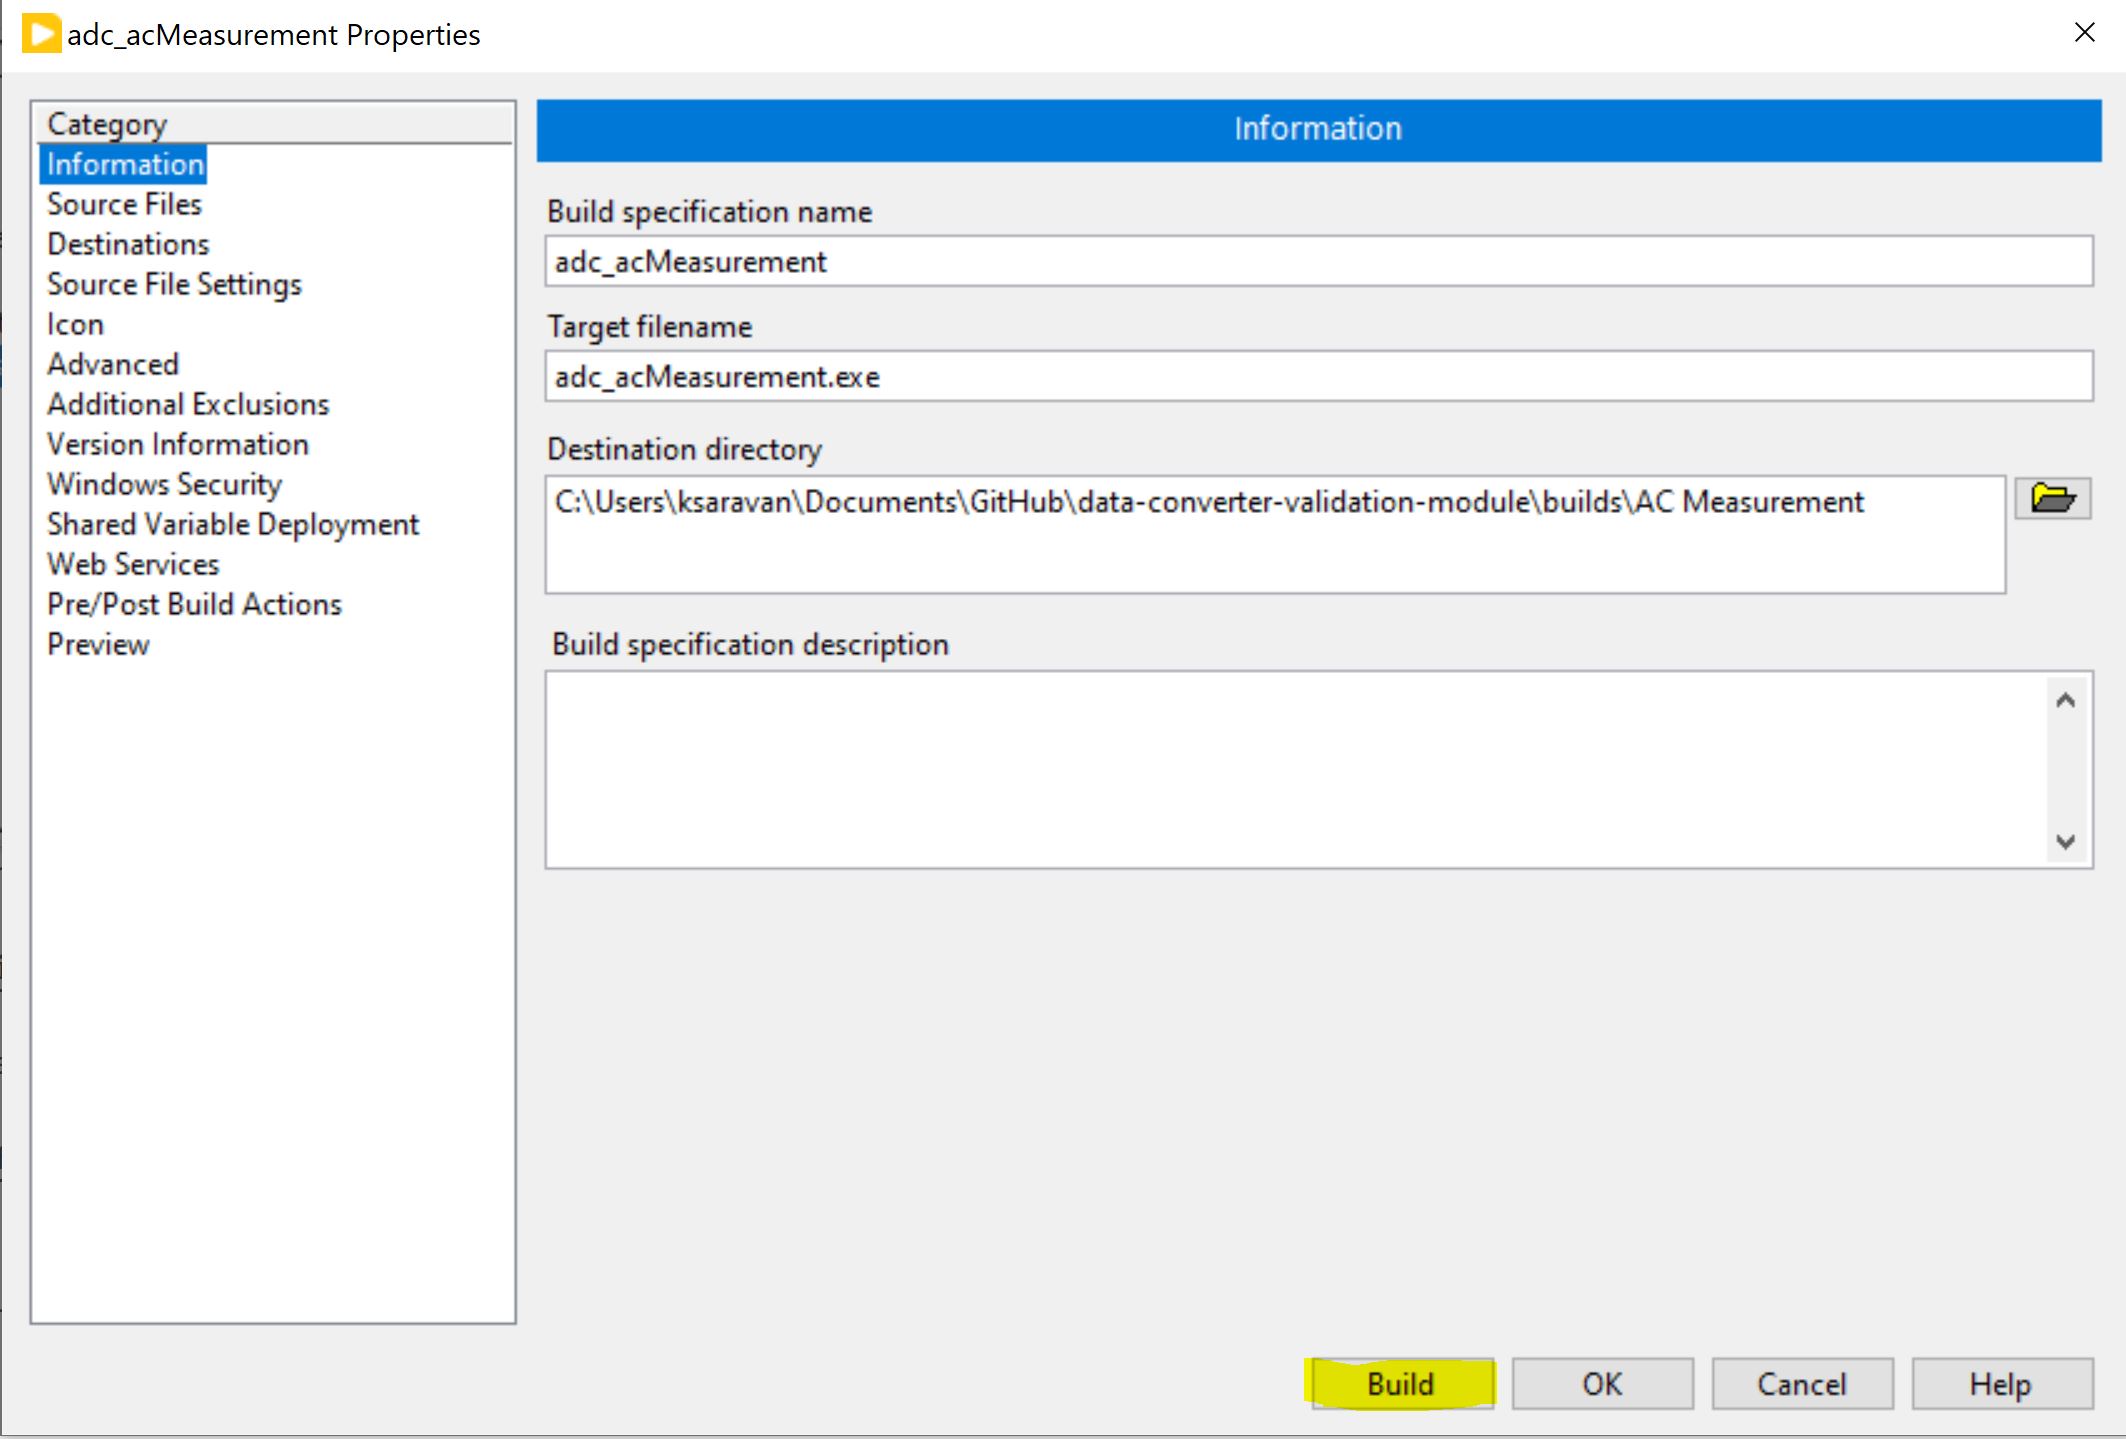 adc_acMeasurement Properties
Category
Information
Source Files
Destinations
Source File Settings
Icon
Advanced
Additional Exclusions
Version Information
Windows Security
Shared Variable Deployment
Web Services
Pre/Post Build Actions
Preview
Information
Build specification name
adc_acMeasurement
Target filename
adc_acMeasurement.exe
Destination directory
C:\Users\ksaravan\Documents\GitHub\data-converter-validation-module\builds\AC Measurement
Build specification description
Build
OK
Cancel
Help